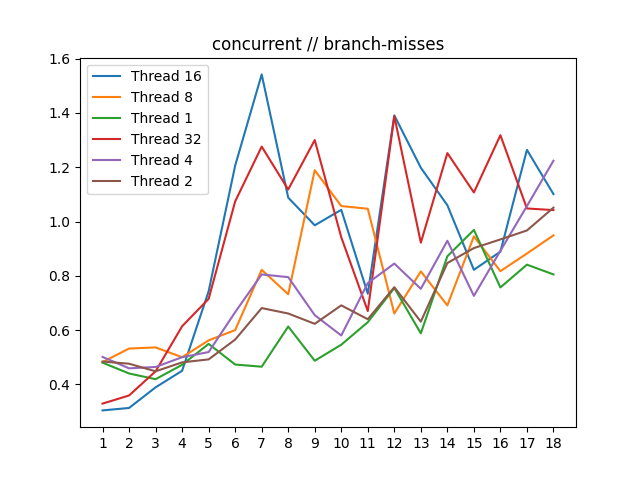 concurrent // branch-misses
1.6
1.4
1.2
1.0
0.8
0.6
0.4
Thread 16
Thread 8
Thread 1
Thread 32
Thread 4
Thread 2
1 2 3 4 5 6 7 8 9 10 11 12 13 14 15 16 17 18